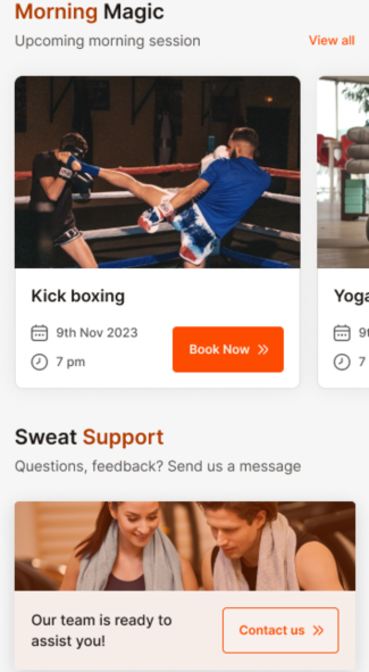 Morning Magic
Upcoming morning session
View all
Kick boxing
9th Nov 2023
7 pm
Book Now
Yoga
9t
7
Sweat Support
Questions, feedback? Send us a message
Our team is ready to
assist you!
Contact us